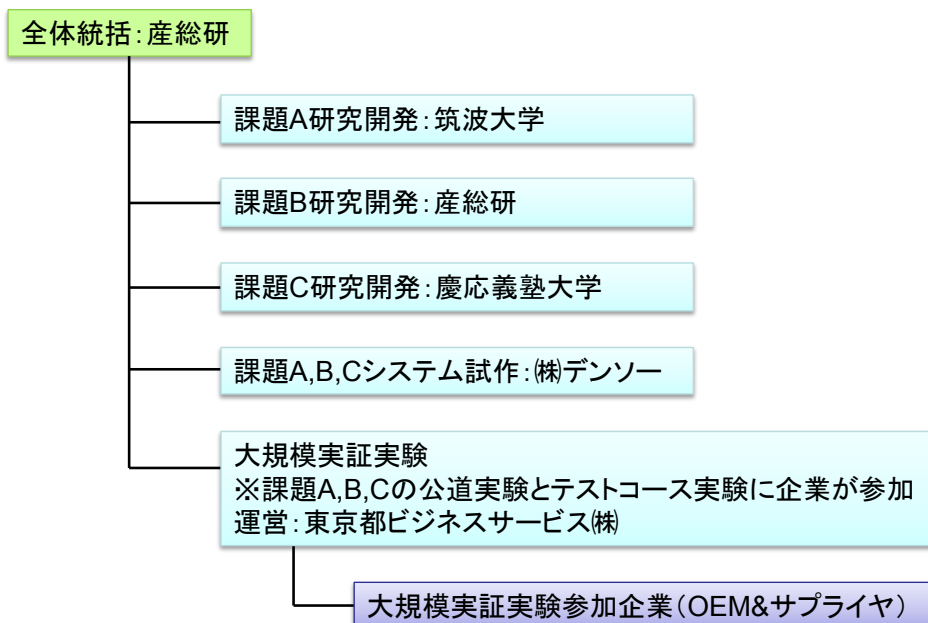 全体統括：産総研
課題A研究開発：筑波大学
課題B研究開発：産総研
課題C研究開発：慶応義塾大学
課題A,B,Cシステム試作：㈱デンソー
大規模実証実験
※課題A,B,Cの公道実験とテストコース実験に企業が参加
運営：東京都ビジネスサービス㈱
大規模実証実験参加企業（OEM&サプライヤ）